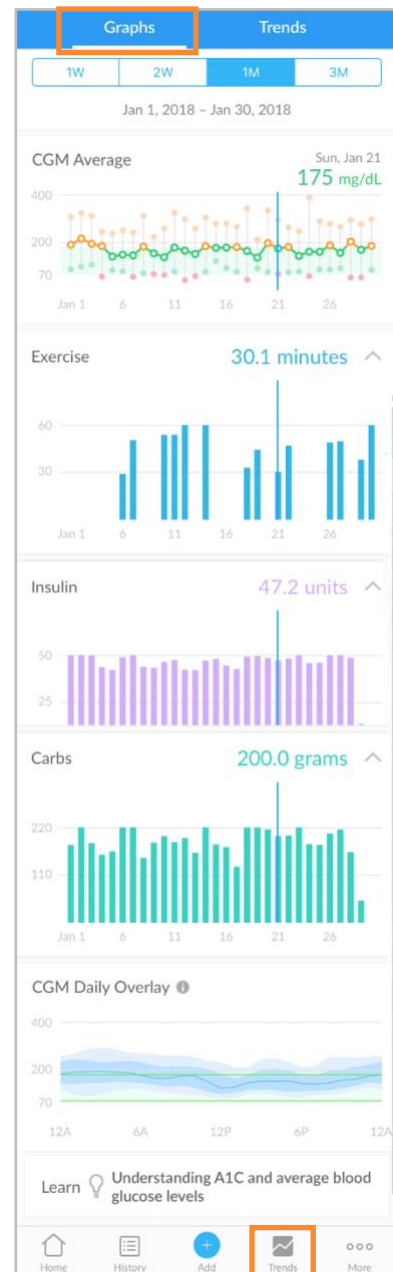 Graphs Trends
1W 2W 1M 3M
Jan 1, 2018 – Jan 30, 2018
CGM Average Sun, Jan 21
175 mg/dL
400
200
70
Jan 1 6 11 16 21 26
Exercise 30.1 minutes
60
30
Jan 1 6 11 16 21 26
Insulin 47.2 units
50
25
Carbs 200.0 grams
220
110
Jan 1 6 11 16 21 26
CGM Daily Overlay
400
200
70
12A 6A 12P 6P 12A
Learn Understanding A1C and average blood
glucose levels
Home History Add Trends More